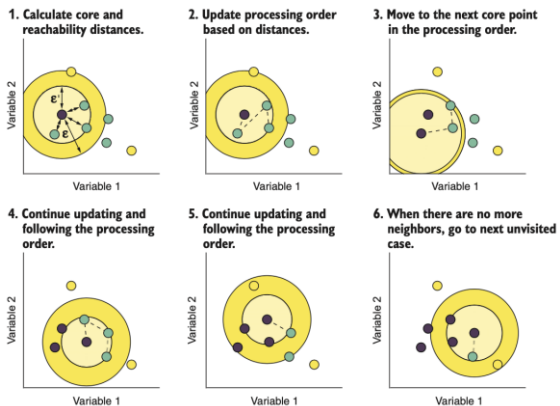 1. Calculate core and
reachability distances.
2. Update processing order
based on distances.
3. Move to the next core point
in the processing order.
Variable 2
ε'
ε
Variable 1
Variable 2
Variable 1
Variable 2
Variable 1
4. Continue updating and
following the processing
order.
5. Continue updating and
following the processing
order.
6. When there are no more
neighbors, go to next unvisited
case.
Variable 2
Variable 1
Variable 2
Variable 1
Variable 2
Variable 1